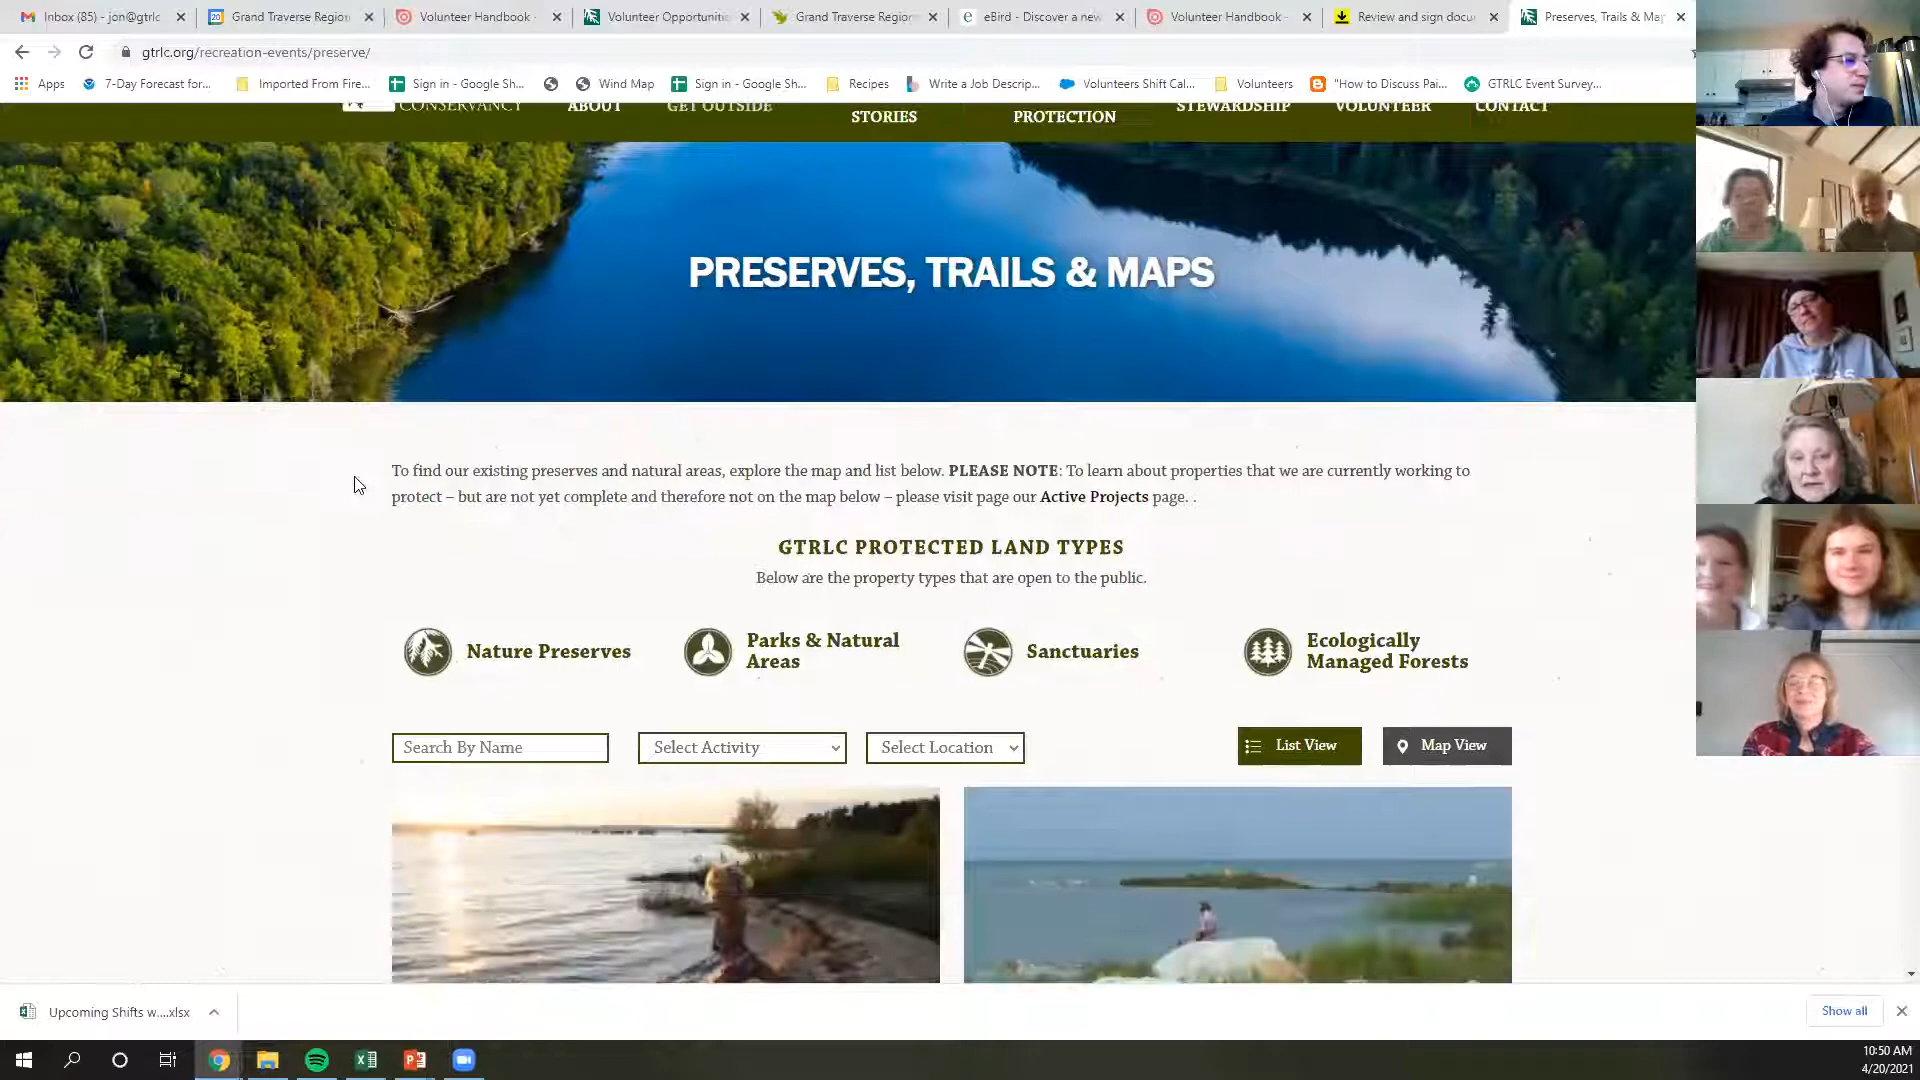 Inbox (85) - jon@gtrlc
Grand Traverse Region
Volunteer Handbook -
Volunteer Opportuniti
Grand Traverse Region
eBird - Discover a new
Volunteer Handbook -
Review and sign docu
Preserves, Trails & Ma
gtrlc.org/recreation-events/preserve/
Apps
7-Day Forecast for...
Imported From Fire...
Sign in - Google Sh...
Wind Map
Sign in - Google Sh...
Recipes
Write a Job Descrip...
Volunteers Shift Cal...
Volunteers
"How to Discuss Pai...
GTRLC Event Survey...
CONSERVANCY
ABOUT
GET OUTSIDE
STORIES
PROTECTION
STEWARDSHIP
VOLUNTEER
CONTACT
PRESERVES, TRAILS & MAPS
To find our existing preserves and natural areas, explore the map and list below. PLEASE NOTE: To learn about properties that we are currently working to
protect – but are not yet complete and therefore not on the map below – please visit page our Active Projects page. .
GTRLC PROTECTED LAND TYPES
Below are the property types that are open to the public.
Nature Preserves
Parks & Natural
Areas
Sanctuaries
Ecologically
Managed Forests
Search By Name
Select Activity
Select Location
List View
Map View
Upcoming Shifts w....xlsx
Show all
10:50 AM
4/20/2021